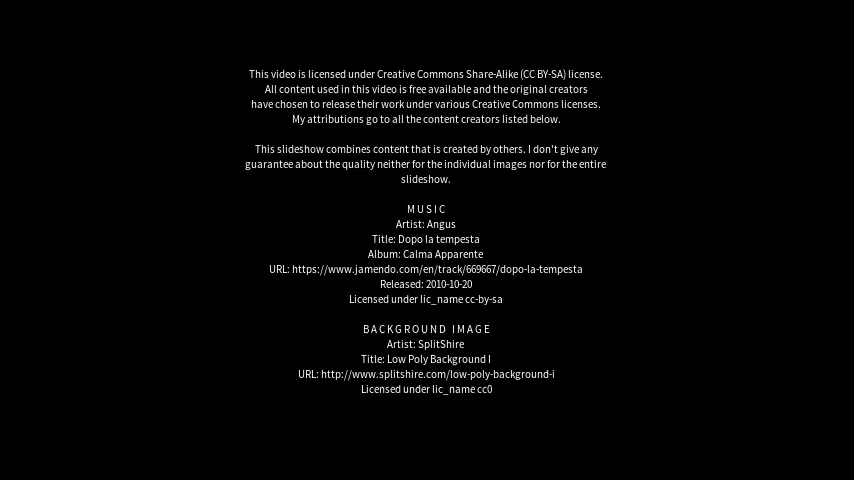 This video is licensed under Creative Commons Share-Alike (CC BY-SA) license.
All content used in this video is free available and the original creators
have chosen to release their work under various Creative Commons licenses.
My attributions go to all the content creators listed below.
This slideshow combines content that is created by others. I don't give any
guarantee about the quality neither for the individual images nor for the entire
slideshow.
MUSIC
Artist: Angus
Title: Dopo la tempesta
Album: Calma Apparente
URL: https://www.jamendo.com/en/track/669667/dopo-la-tempesta
Released: 2010-10-20
Licensed under lic_name cc-by-sa
BACKGROUND IMAGE
Artist: SplitShire
Title: Low Poly Background I
URL: http://www.splitshire.com/low-poly-background-i
Licensed under lic_name cc0